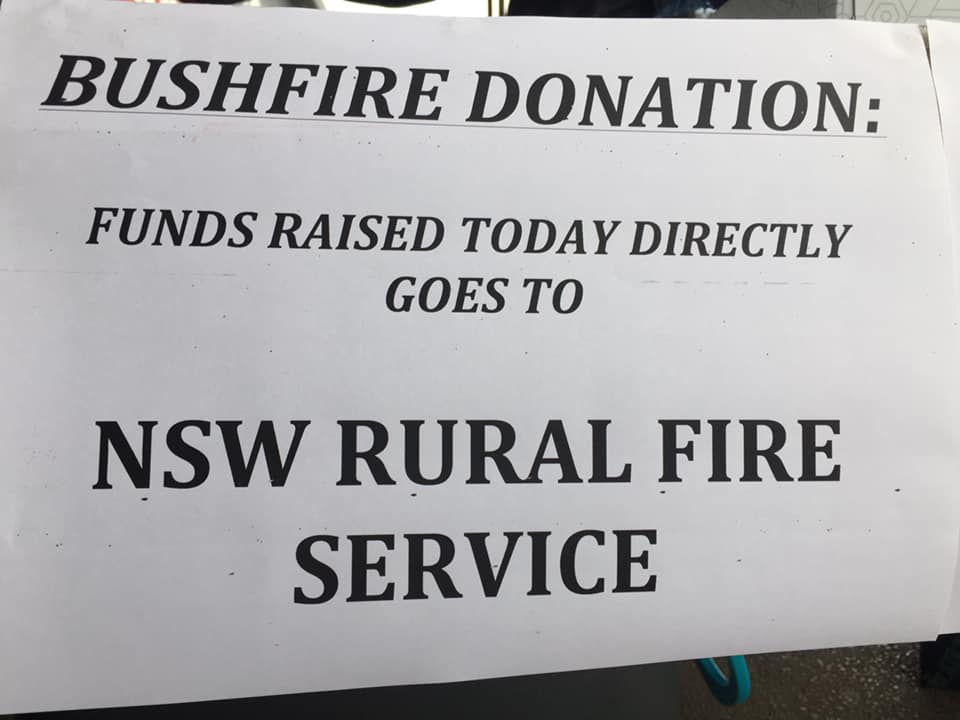 BUSHFIRE DONATION:
FUNDS RAISED TODAY DIRECTLY
GOES TO
NSW RURAL FIRE
SERVICE